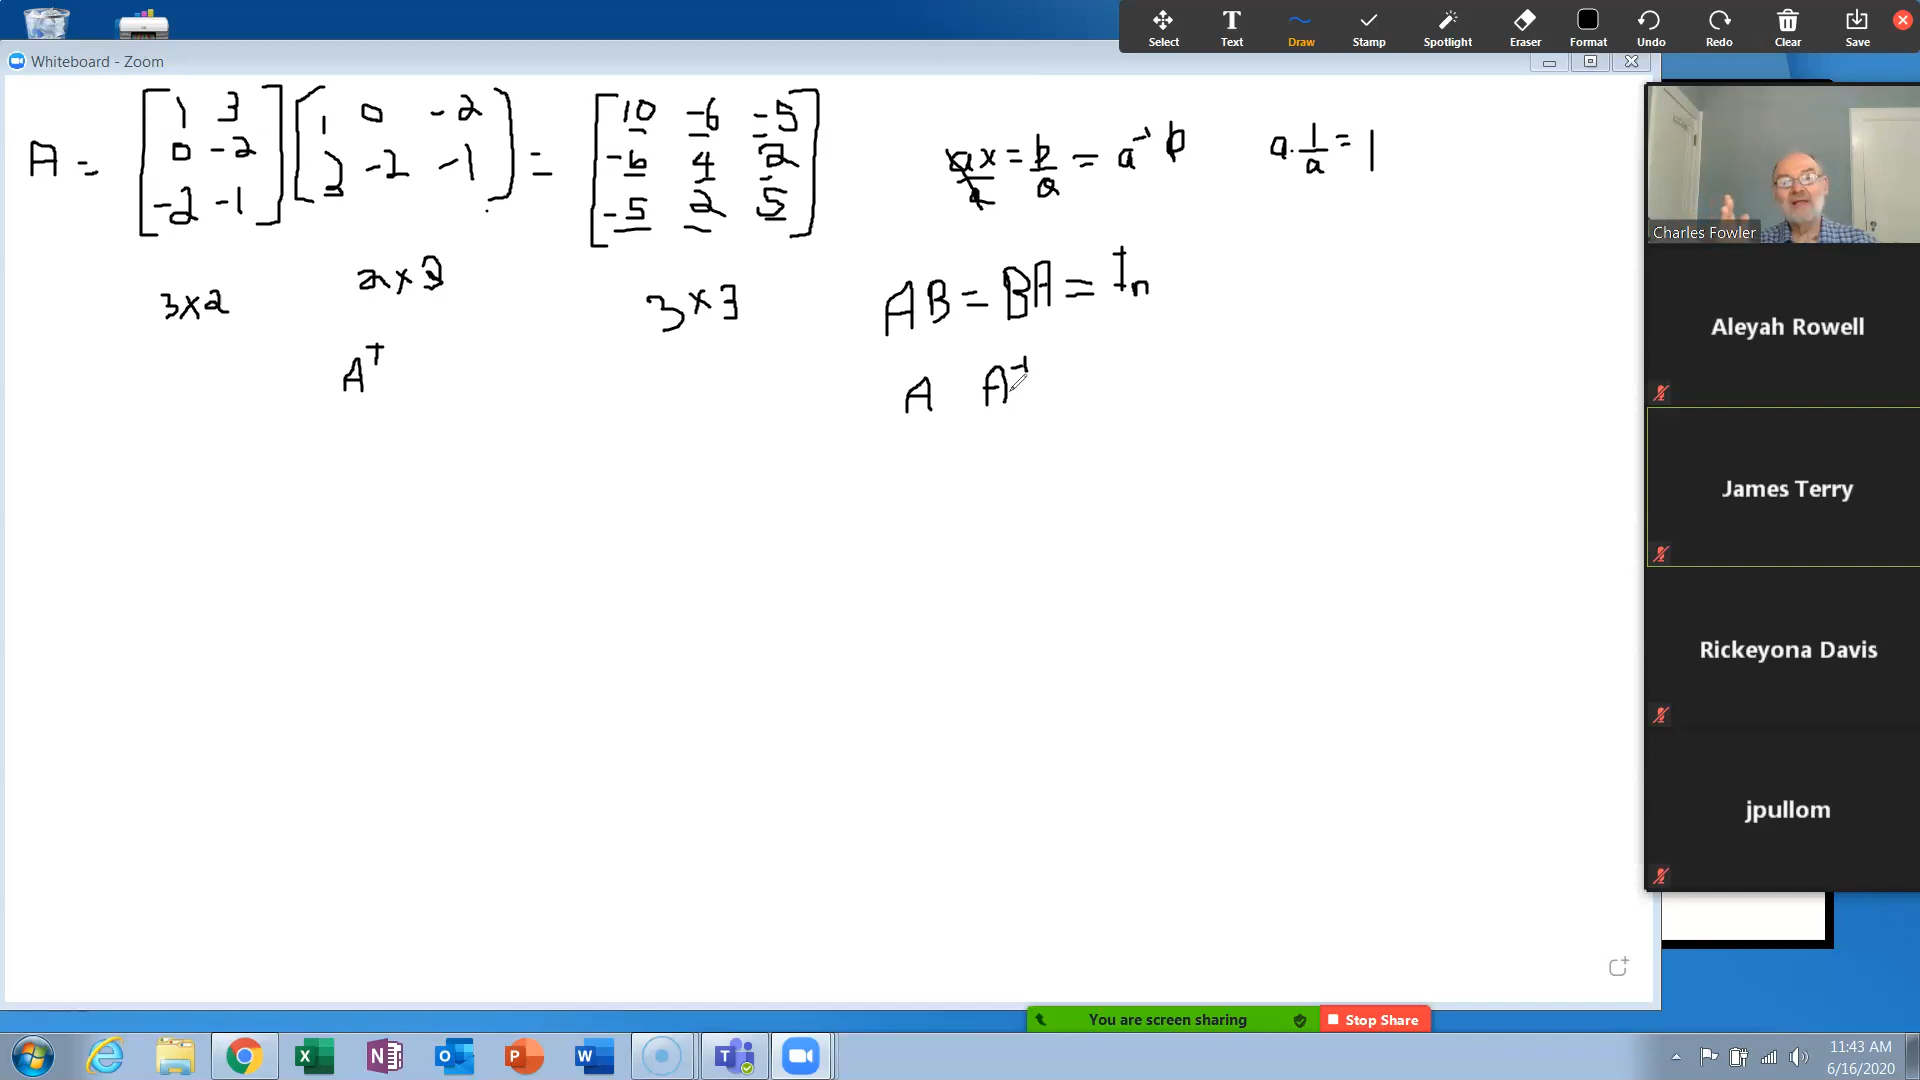 Select Text Draw Stamp Spotlight Eraser Format Undo Redo Clear Save
Whiteboard - Zoom
A = [1 3] [1 0 -2] = [10 -6 -5]
[0 -2] [3 -2 -1] [-6 4 2]
[-2 -1] [-5 2 5]
3x2
2x3
3x3
A^T
ax/a = b/a = a^-1 b
a·1/a = 1
AB = BA = In
A A^-1
Charles Fowler
Aleyah Rowell
James Terry
Rickeyona Davis
jpullom
You are screen sharing Stop Share
11:43 AM
6/16/2020